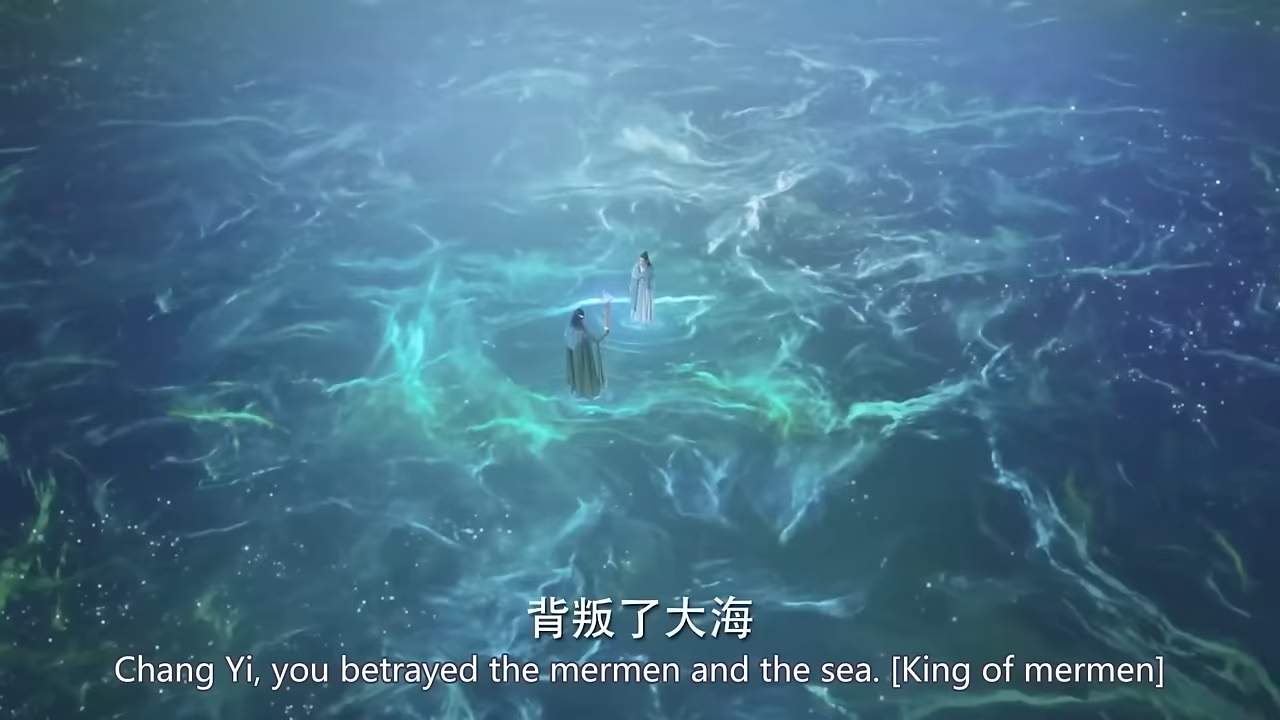 背叛了大海
Chang Yi, you betrayed the mermen and the sea. [King of mermen]